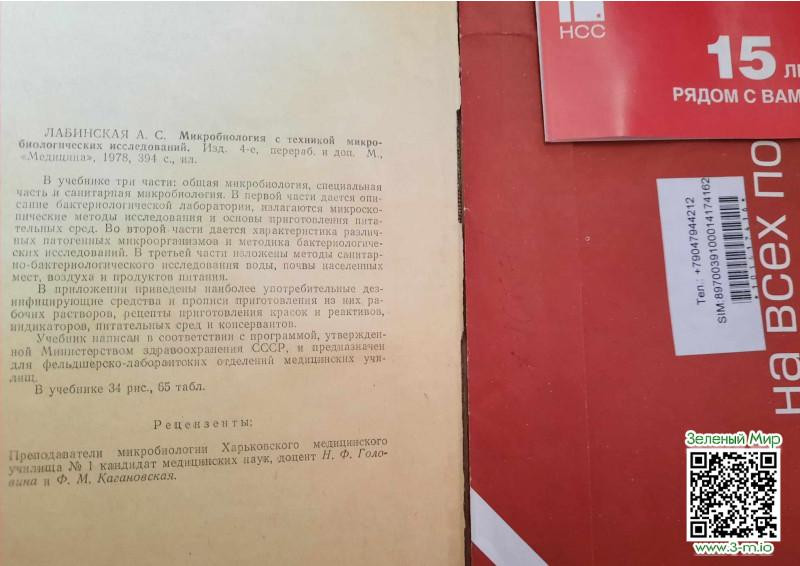 ЛАБИНСКАЯ А. С. Микробиология с техникой микро-
биологических исследований. Изд. 4-е, перераб. и доп. М.,
«Медицина», 1978, 394 с., ил.
В учебнике три части: общая микробиология, специальная
часть и санитарная микробиология. В первой части дается опи-
сание бактериологической лаборатории, излагаются микроско-
пические методы исследования и основы приготовления пита-
тельных сред. Во второй части дается характеристика различ-
ных патогенных микроорганизмов и методика бактериологиче-
ских исследований. В третьей части изложены методы санитар-
но-бактериологического исследования воды, почвы населенных
мест, воздуха и продуктов питания.
В приложении приведены наиболее употребительные де-
зинфицирующие средства и прописи приготовления из них ра-
бочих растворов, рецепты приготовления красок и реактивов,
индикаторов, питательных сред и консервантов.
Учебник написан в соответствии с программой, утвержден-
ной Министерством здравоохранения СССР, и предназначен
для фельдшерско-лаборантских отделений медицинских учи-
лищ.
В учебнике 34 рис., 65 табл.
Рецензенты:
Преподаватели микробиологии Харьковского медицинского
училища № 1 кандидат медицинских наук, доцент Н. Ф. Голо-
вина и Ф. М. Кагановская.
НСС
15 ЛЕ
РЯДОМ С ВАМ
на всех по
Тел.: +79047944212
SIM:8970039100014174162
Зеленый Мир
www.3-m.io